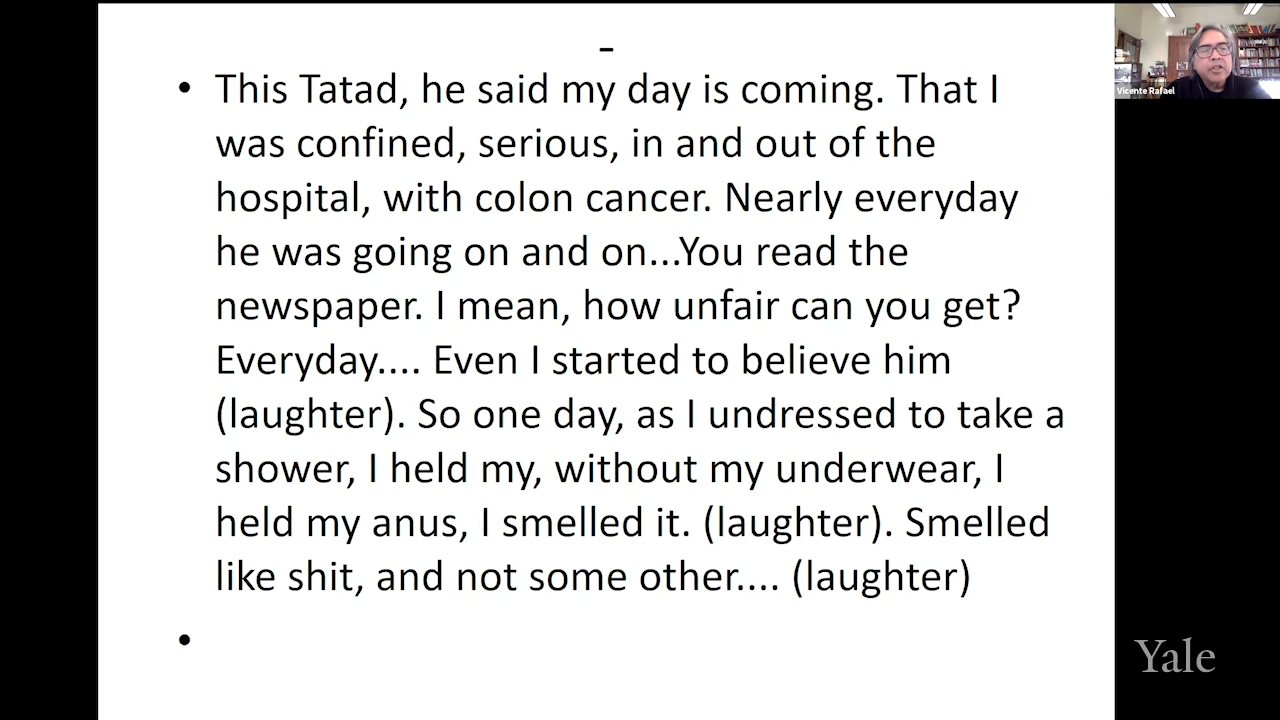 -
• This Tatad, he said my day is coming. That I
was confined, serious, in and out of the
hospital, with colon cancer. Nearly everyday
he was going on and on...You read the
newspaper. I mean, how unfair can you get?
Everyday.... Even I started to believe him
(laughter). So one day, as I undressed to take a
shower, I held my, without my underwear, I
held my anus, I smelled it. (laughter). Smelled
like shit, and not some other.... (laughter)
•
Vicente Rafael
Yale